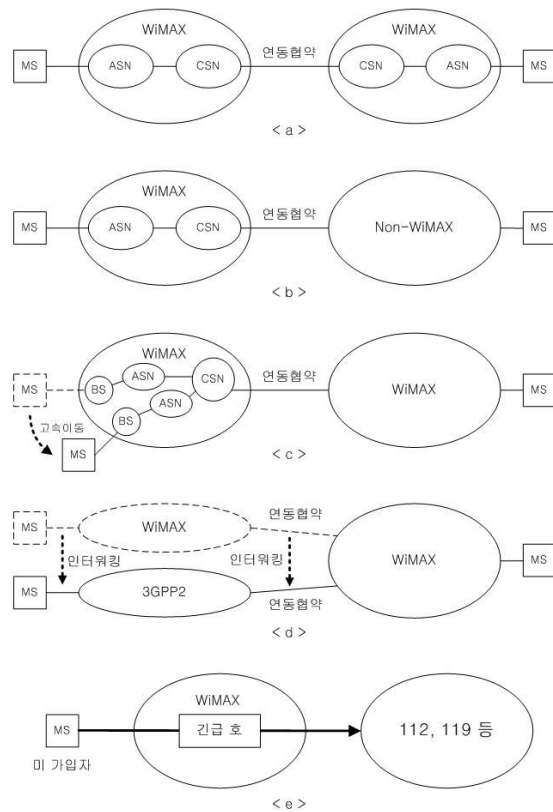 WiMAX
WiMAX
MS
ASN
CSN
연동협약
CSN
ASN
MS
< a >
WiMAX
MS
ASN
CSN
연동협약
Non-WiMAX
MS
< b >
WiMAX
MS
BS
ASN
CSN
연동협약
WiMAX
MS
ASN
BS
고속이동
MS
< c >
MS
WiMAX
연동협약
인터워킹
인터워킹
WiMAX
MS
MS
3GPP2
연동협약
< d >
WiMAX
MS
긴급 호
112, 119 등
미 가입자
< e >